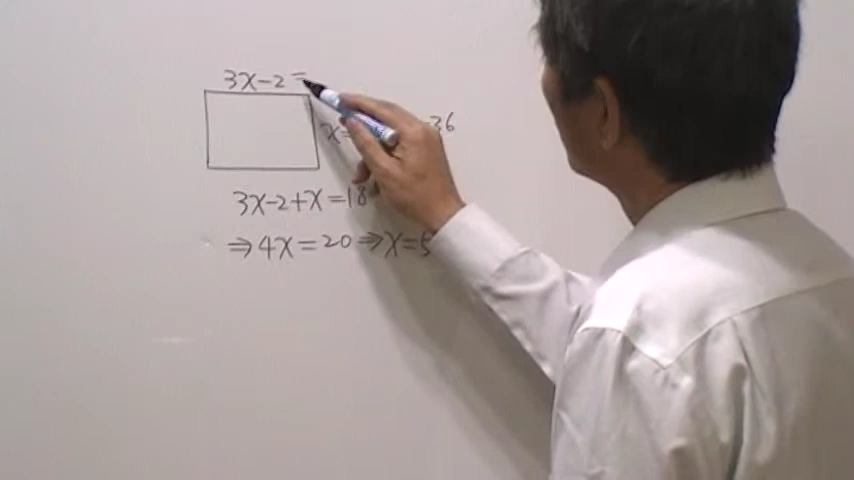 3x-2=
x= 36
3x-2+x=18
⇒4x=20⇒x=5